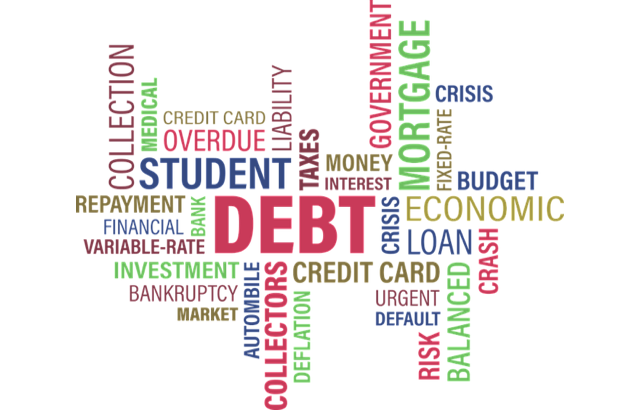 COLLECTION
MEDICAL
CREDIT CARD
OVERDUE
LIABILITY
STUDENT
TAXES
MONEY
INTEREST
GOVERNMENT
MORTGAGE
CRISIS
FIXED-RATE
BUDGET
REPAYMENT
FINANCIAL
VARIABLE-RATE
BANK
DEBT
CRISIS
ECONOMIC
LOAN
CRASH
INVESTMENT
BANKRUPTCY
MARKET
AUTOMBILE
COLLECTORS
DEFLATION
CREDIT CARD
URGENT
DEFAULT
RISK
BALANCED